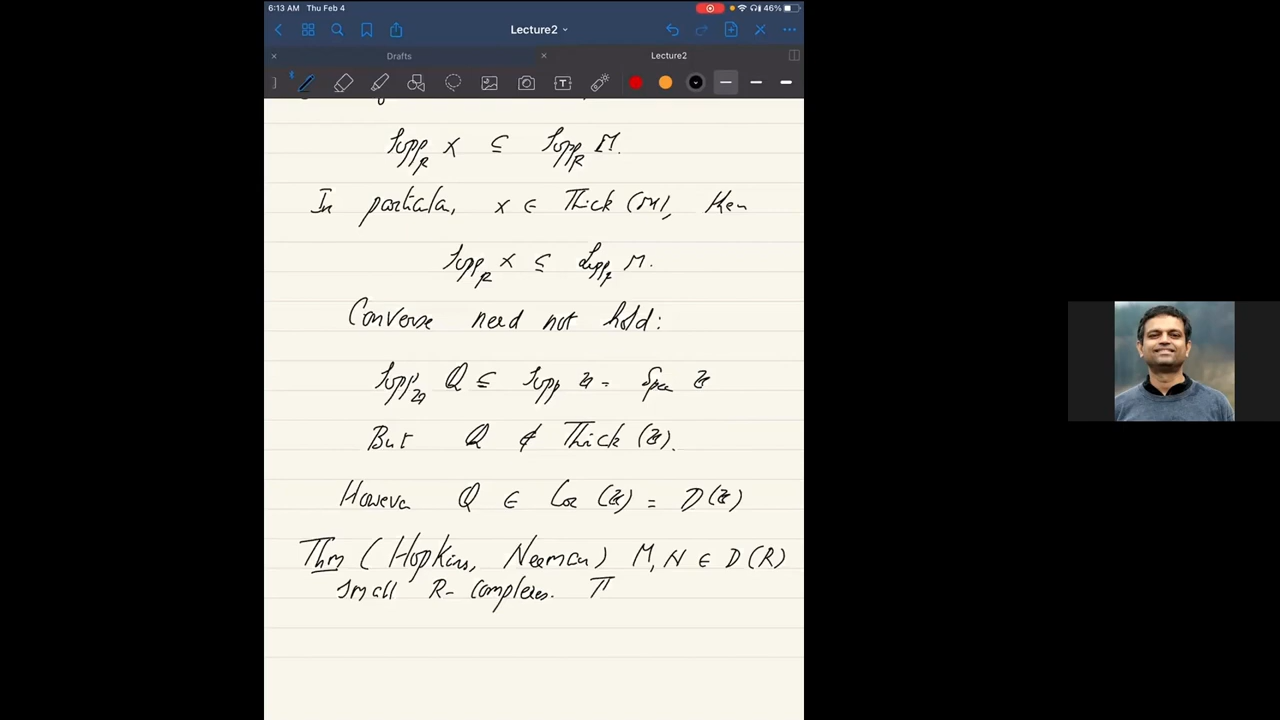 6:13 AM Thu Feb 4
46%
Lecture2
Drafts
Lecture2
Supp_R X ⊆ Supp_R M.
In particular, X ∈ Thick (M), then
Supp_R X ⊆ Supp_R M.
Converse need not hold:
Supp_ℤ Q ⊆ Supp ℤ = Spec ℤ
But Q ∉ Thick (ℤ).
However Q ∈ Loc (ℤ) = D(ℤ)
Thm (Hopkins, Neeman) M, N ∈ D(R)
small R-complexes. T